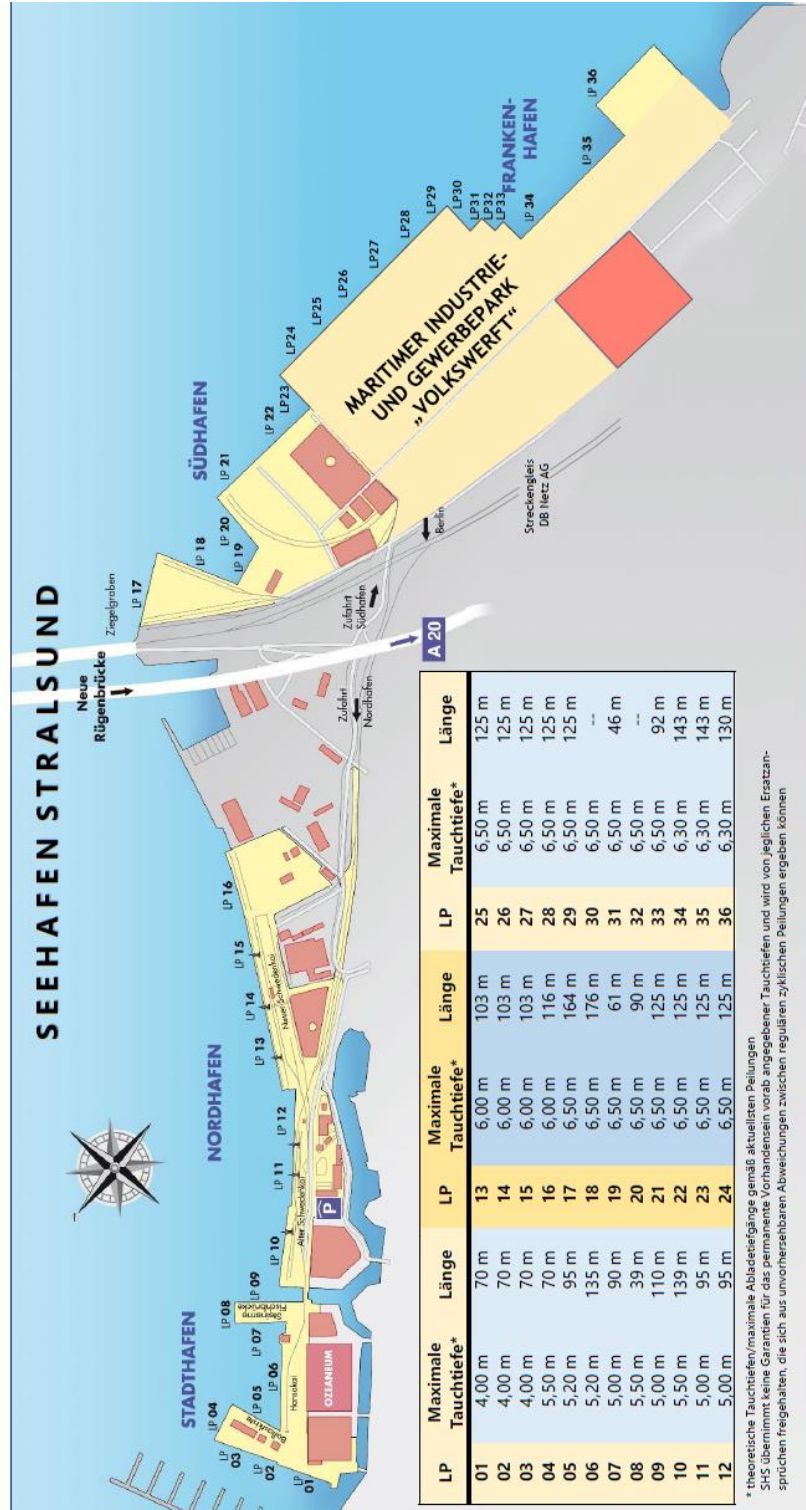 SEEHAFEN STRALSUND
STADTHAFEN
NORDHAFEN
SÜDHAFEN
FRANKEN-
HAFEN
Neue
Rügenbrücke
Ziegelgraben
LP 01
LP 02
LP 03
LP 04
LP 05
LP 06
LP 07
LP 08
LP 09
LP 10
LP 11
LP 12
LP 13
LP 14
LP 15
LP 16
LP 17
LP 18
LP 19
LP 20
LP 21
LP 22
LP23
LP24
LP25
LP26
LP27
LP28
LP29
LP30
LP31
LP32
LP33
LP 34
LP 35
LP 36
Ballastkiste
Hansakai
Steinerne
Fischbrücke
OZEANEUM
Alter Schwedenkai
P
Neuer Schwedenkai
Zufahrt
Nordhafen
Zufahrt
Südhafen
A 20
Berlin
Streckengleis
DB Netz AG
MARITIMER INDUSTRIE-
UND GEWERBEPARK
„VOLKSWERFT“
LP Maximale Tauchtiefe* Länge LP Maximale Tauchtiefe* Länge LP Maximale Tauchtiefe* Länge
01 4,00 m 70 m 13 6,00 m 103 m 25 6,50 m 125 m
02 4,00 m 70 m 14 6,00 m 103 m 26 6,50 m 125 m
03 4,00 m 70 m 15 6,00 m 103 m 27 6,50 m 125 m
04 5,50 m 70 m 16 6,00 m 116 m 28 6,50 m 125 m
05 5,20 m 95 m 17 6,50 m 164 m 29 6,50 m 125 m
06 5,20 m 135 m 18 6,50 m 176 m 30 6,50 m --
07 5,00 m 90 m 19 6,50 m 61 m 31 6,50 m 46 m
08 5,50 m 39 m 20 6,50 m 90 m 32 6,50 m --
09 5,00 m 110 m 21 6,50 m 125 m 33 6,50 m 92 m
10 5,50 m 139 m 22 6,50 m 125 m 34 6,30 m 143 m
11 5,00 m 95 m 23 6,50 m 125 m 35 6,30 m 143 m
12 5,00 m 95 m 24 6,50 m 125 m 36 6,30 m 130 m
* theoretische Tauchtiefen/maximale Abladetiefgänge gemäß aktuellsten Peilungen
SHS übernimmt keine Garantien für das permanente Vorhandensein vorab angegebener Tauchtiefen und wird von jeglichen Ersatzan-
sprüchen freigehalten, die sich aus unvorhersehbaren Abweichungen zwischen regulären zyklischen Peilungen ergeben können